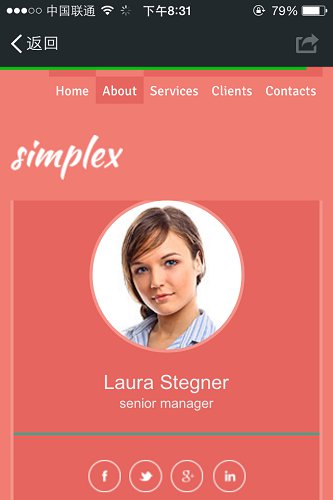 中国联通 下午8:31 79%
返回
Home About Services Clients Contacts
simplex
Laura Stegner
senior manager